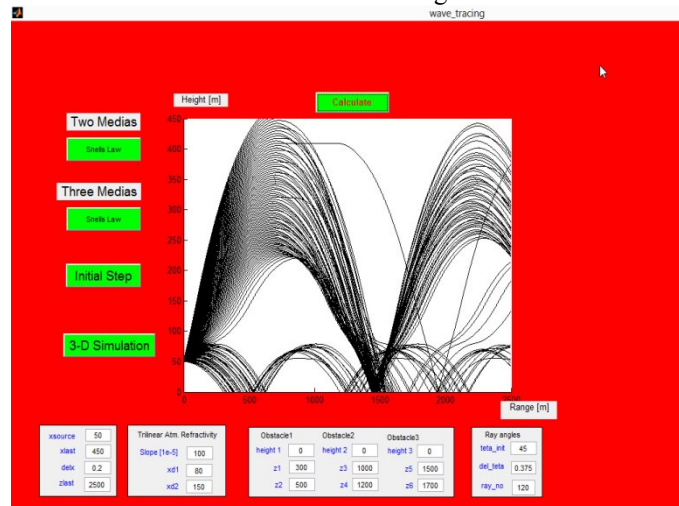 wave_tracing
Height [m]
Calculate
Two Medias
Snells Law
Three Medias
Snells Law
Initial Step
3-D Simulation
450
400
350
300
250
200
150
100
50
0
0 500 1000 1500 2000
Range [m]
xsource 50
xlast 450
delx 0.2
zlast 2500
Trilinear Atm. Refractivity
Slope [1e-5] 100
xd1 80
xd2 150
Obstacle1 Obstacle2 Obstacle3
height 1 0 height 2 0 height 3 0
z1 300 z3 1000 z5 1500
z2 500 z4 1200 z6 1700
Ray angles
teta_init 45
del_teta 0.375
ray_no 120